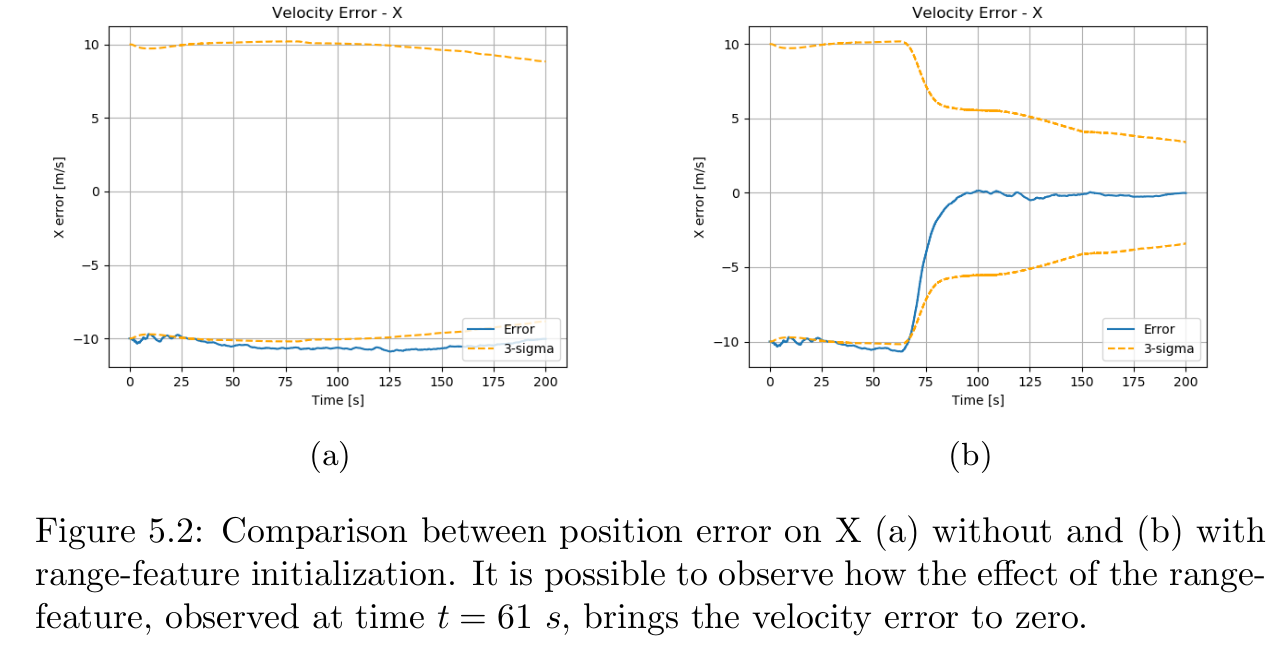 Velocity Error - X
10
5
0
−5
−10
X error [m/s]
Error
3-sigma
0 25 50 75 100 125 150 175 200
Time [s]
(a)
Velocity Error - X
10
5
0
−5
−10
X error [m/s]
Error
3-sigma
0 25 50 75 100 125 150 175 200
Time [s]
(b)
Figure 5.2: Comparison between position error on X (a) without and (b) with
range-feature initialization. It is possible to observe how the effect of the range-
feature, observed at time t = 61 s, brings the velocity error to zero.